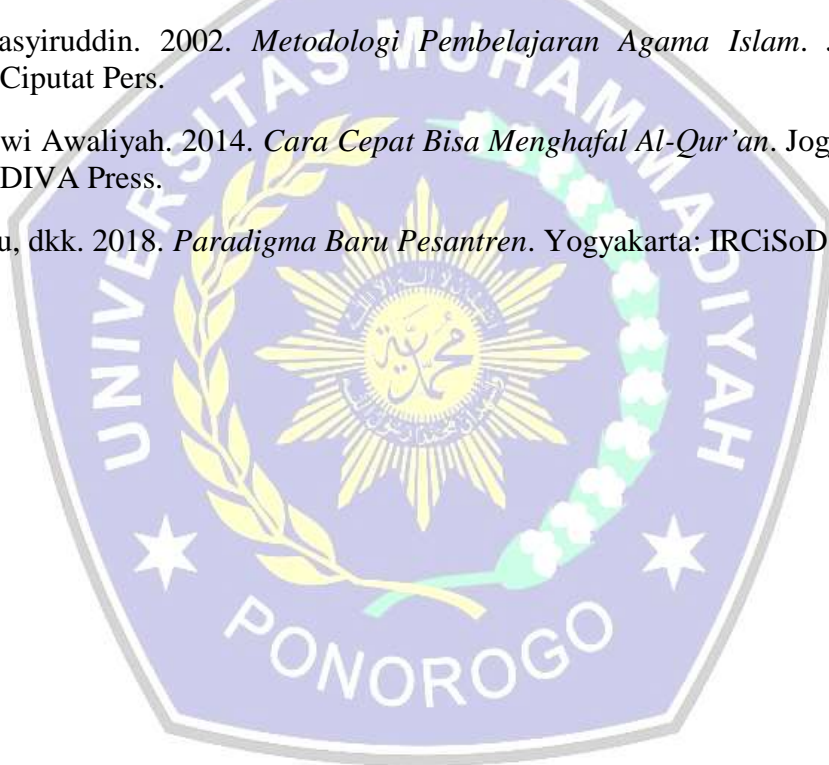 asyiruddin. 2002. Metodologi Pembelajaran Agama Islam.
Ciputat Pers.
wi Awaliyah. 2014. Cara Cepat Bisa Menghafal Al-Qur’an. Jog
DIVA Press.
u, dkk. 2018. Paradigma Baru Pesantren. Yogyakarta: IRCiSoD
UNIVERSITAS MUHAMMADIYAH
محمدية
PONOROGO